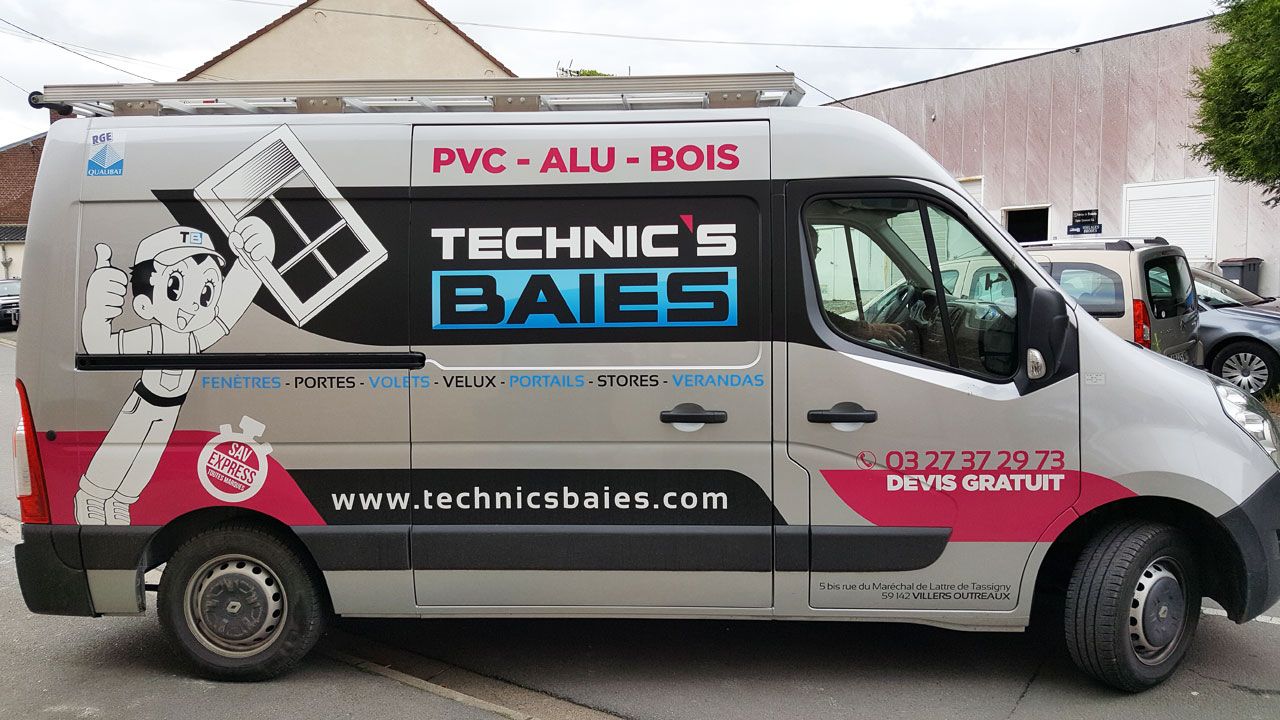 RGE
QUALIBAT
PVC - ALU - BOIS
TB
TECHNIC'S
BAIES
FENÊTRES - PORTES - VOLETS - VELUX - PORTAILS - STORES - VERANDAS
SAV
EXPRESS
TOUTES MARQUES
www.technicsbaies.com
03 27 37 29 73
DEVIS GRATUIT
5 bis rue du Maréchal de Lattre de Tassigny
59 142 VILLERS OUTREAUX